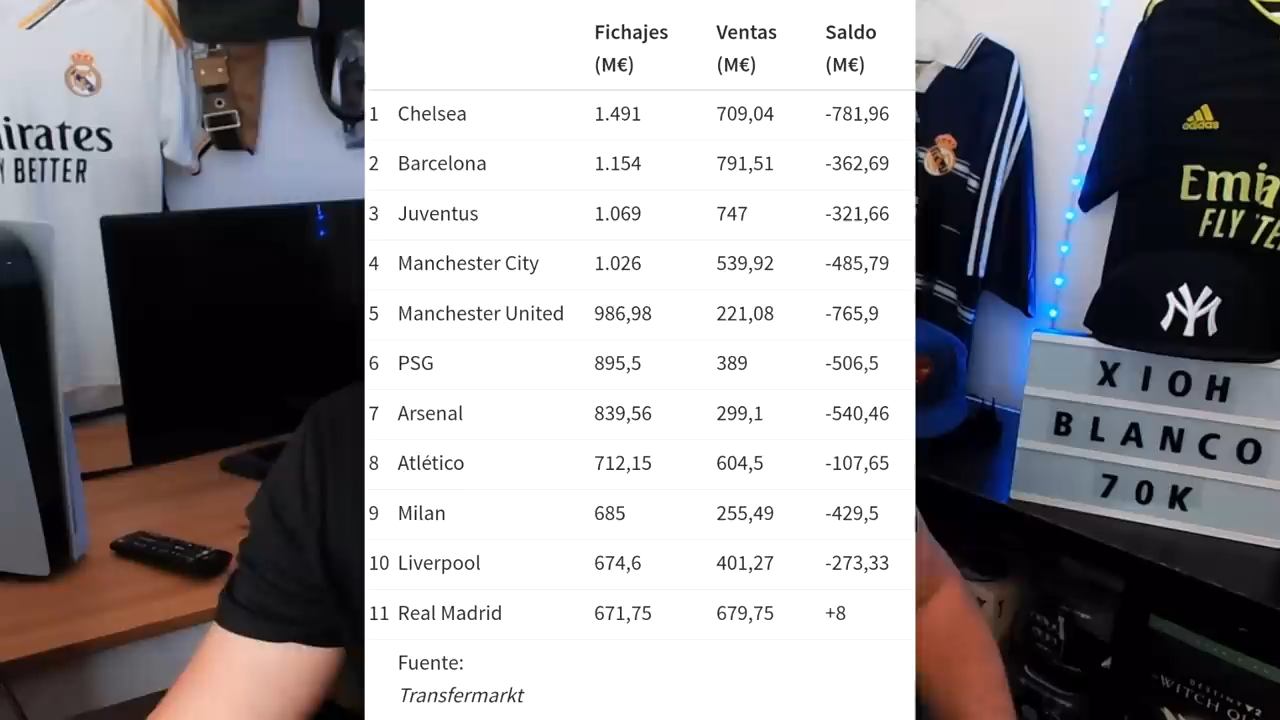 Fichajes Ventas Saldo
(M€) (M€) (M€)
1 Chelsea 1.491 709,04 -781,96
2 Barcelona 1.154 791,51 -362,69
3 Juventus 1.069 747 -321,66
4 Manchester City 1.026 539,92 -485,79
5 Manchester United 986,98 221,08 -765,9
6 PSG 895,5 389 -506,5
7 Arsenal 839,56 299,1 -540,46
8 Atlético 712,15 604,5 -107,65
9 Milan 685 255,49 -429,5
10 Liverpool 674,6 401,27 -273,33
11 Real Madrid 671,75 679,75 +8
Fuente:
Transfermarkt
BETTER
adidas
FLY
NY
XIOH
BLANCO
70K
DESTINY 2